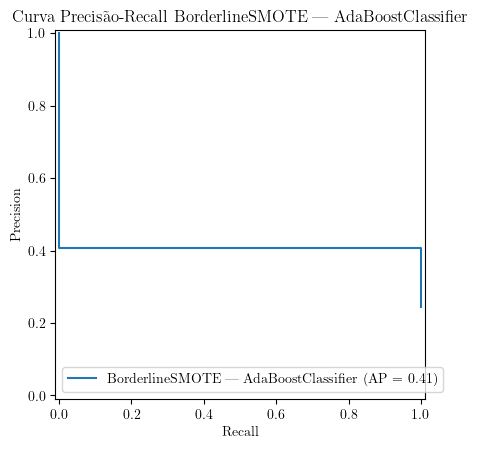 Curva Precisão-Recall BorderlineSMOTE — AdaBoostClassifier
1.0
0.8
0.6
0.4
0.2
0.0
Precision
BorderlineSMOTE — AdaBoostClassifier (AP = 0.41)
0.0 0.2 0.4 0.6 0.8 1.0
Recall